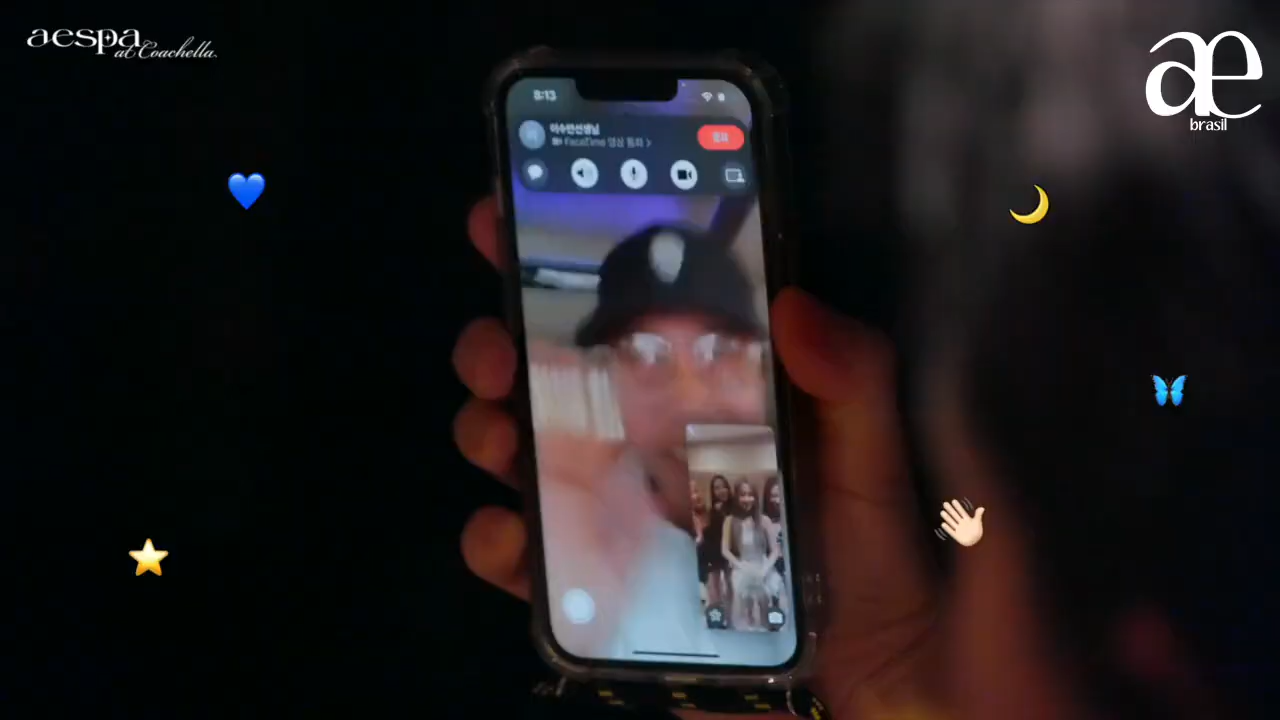 aespa
at Coachella.
æ
brasil
8:13
이수만선생님
FaceTime 영상 통화 >
종료